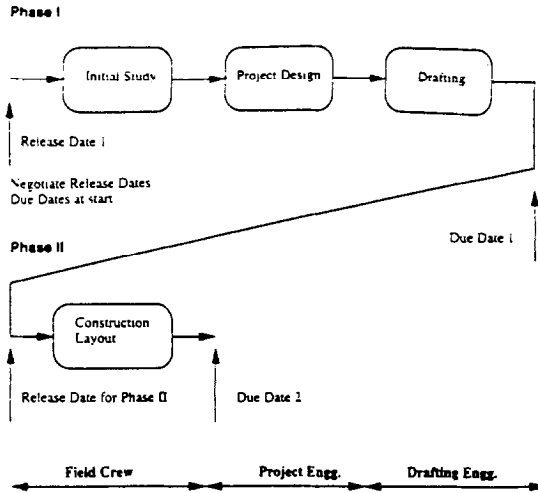 Phase I
Initial Study
Project Design
Drafting
Release Date 1
Negotiate Release Dates
Due Dates at start
Due Date 1
Phase II
Construction
Layout
Release Date for Phase II
Due Date 2
Field Crew
Project Engg.
Drafting Engg.